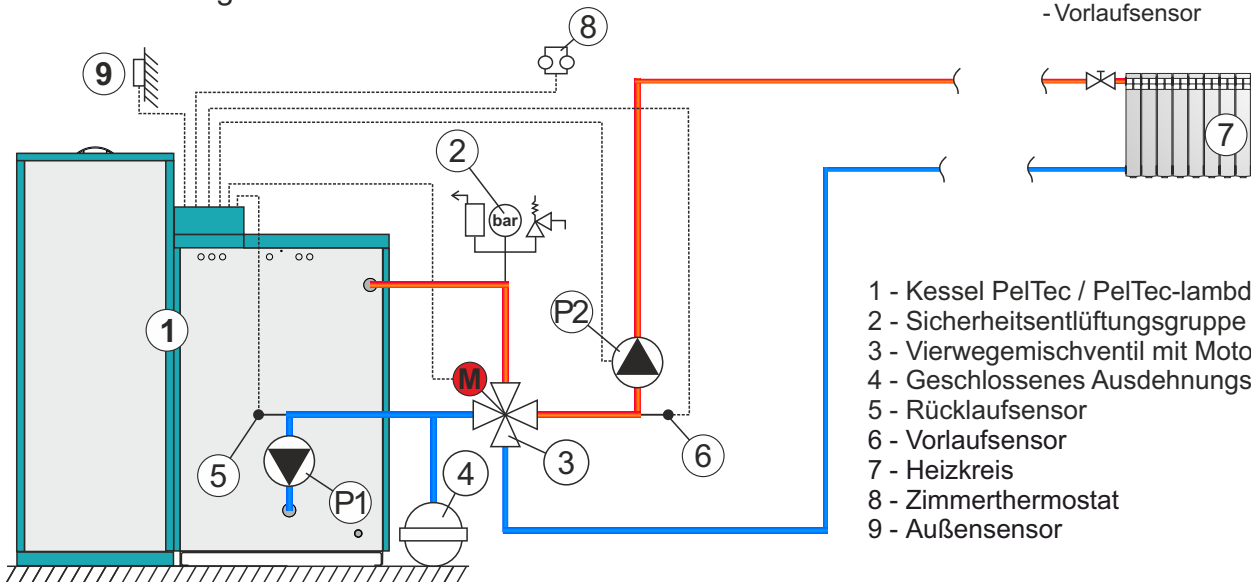 - Vorlaufsensor
8
9
2
bar
7
P2
1
M
5
P1
4
3
6
1 - Kessel PelTec / PelTec-lambd
2 - Sicherheitsentlüftungsgruppe
3 - Vierwegemischventil mit Moto
4 - Geschlossenes Ausdehnungs
5 - Rücklaufsensor
6 - Vorlaufsensor
7 - Heizkreis
8 - Zimmerthermostat
9 - Außensensor